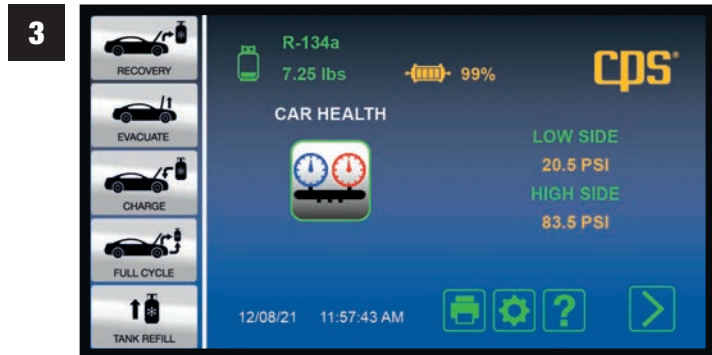 3
RECOVERY
EVACUATE
CHARGE
FULL CYCLE
TANK REFILL
R-134a
7.25 lbs
99%
cps®
CAR HEALTH
LOW SIDE
20.5 PSI
HIGH SIDE
83.5 PSI
12/08/21 11:57:43 AM
?